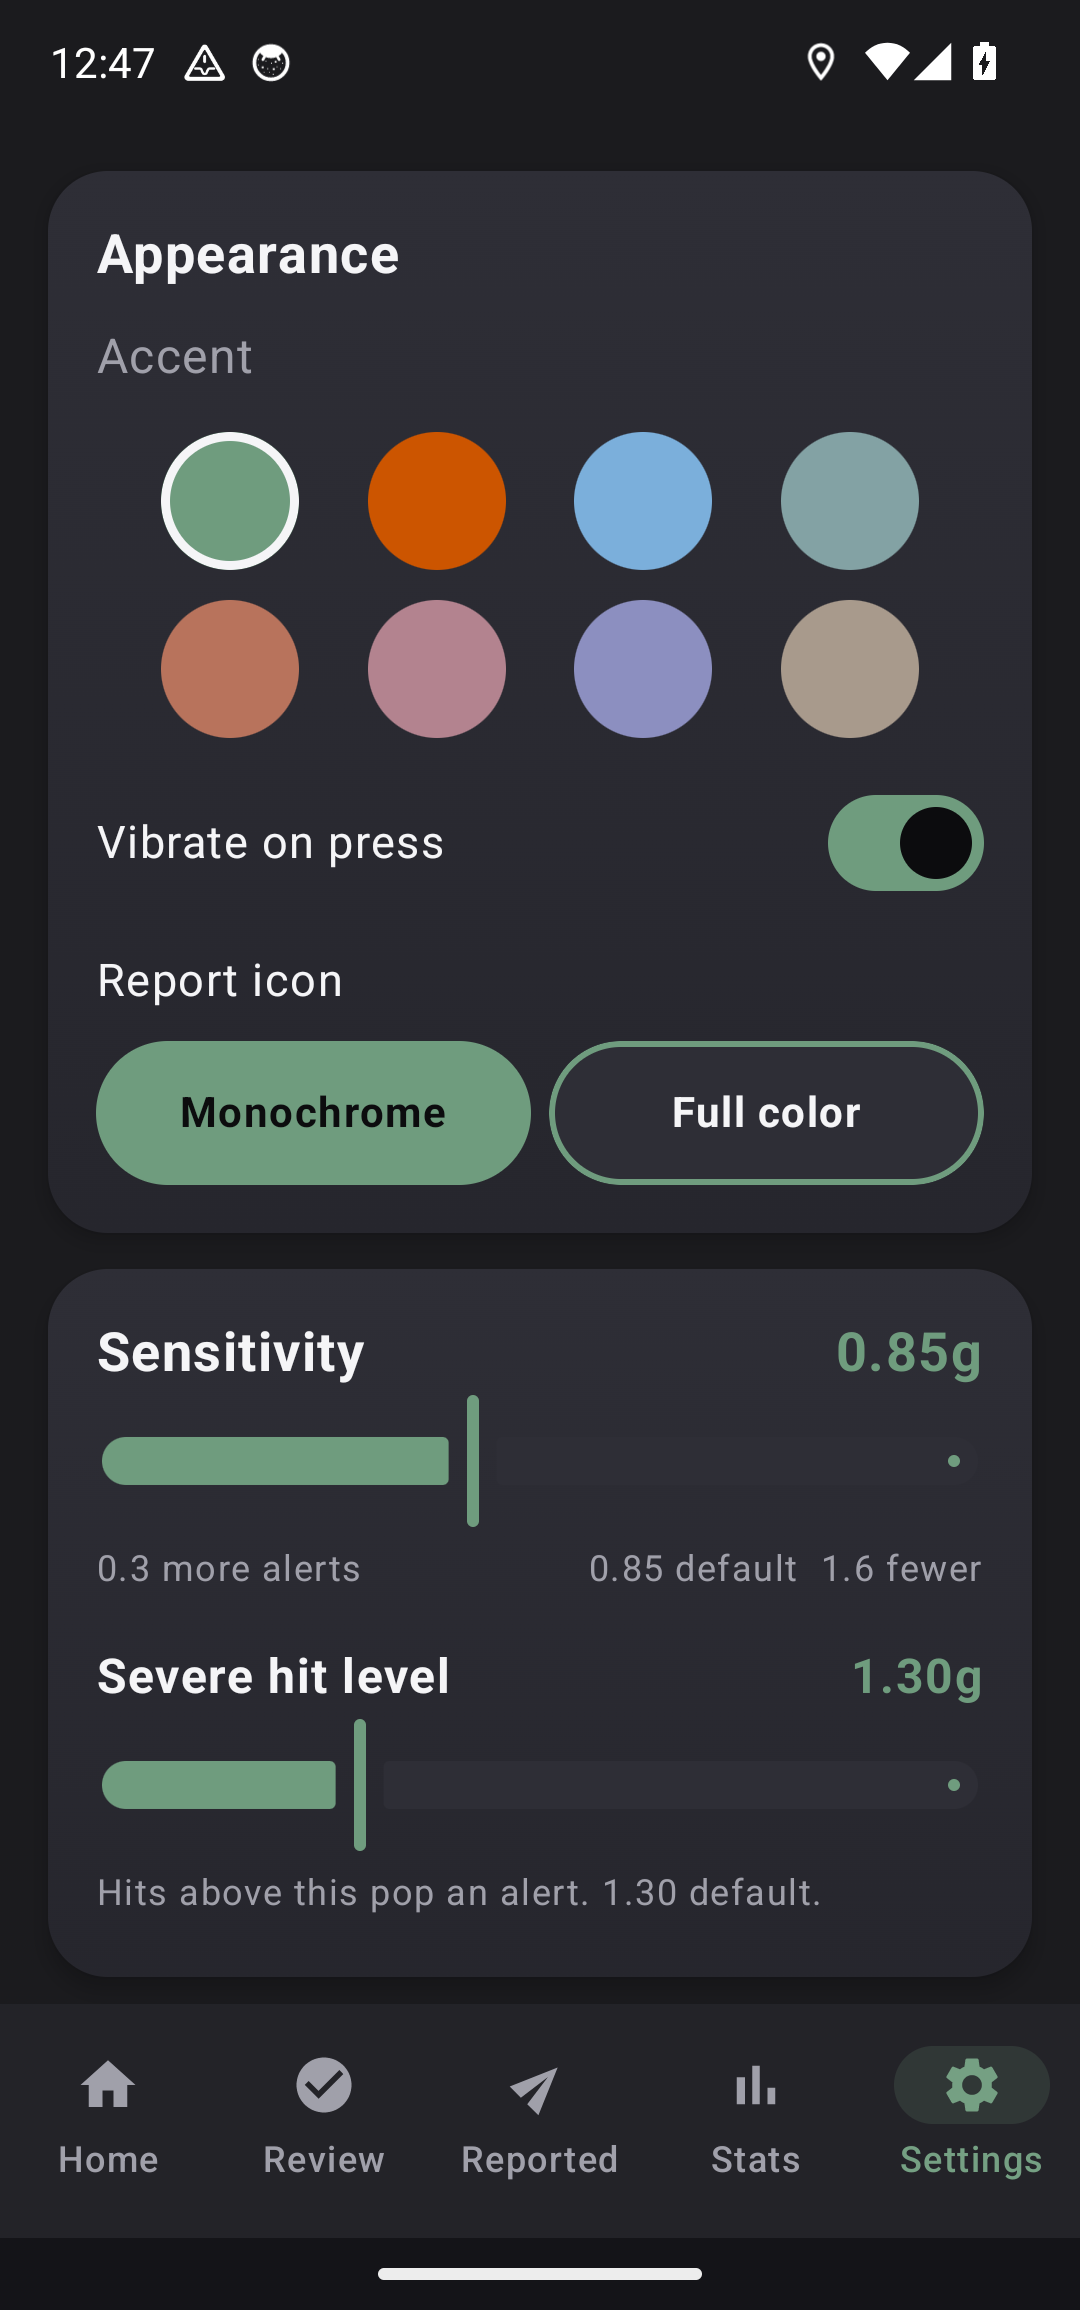 12:47
Appearance
Accent
Vibrate on press
Report icon
Monochrome Full color
Sensitivity 0.85g
0.3 more alerts 0.85 default 1.6 fewer
Severe hit level 1.30g
Hits above this pop an alert. 1.30 default.
Home Review Reported Stats Settings